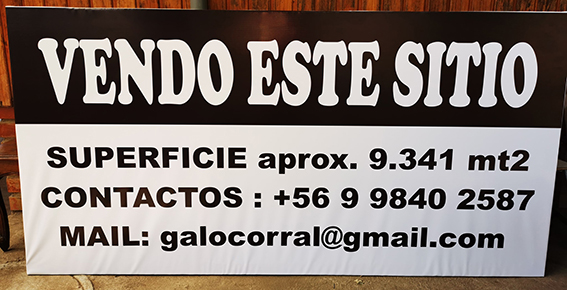 VENDO ESTE SITIO
SUPERFICIE aprox. 9.341 mt2
CONTACTOS : +56 9 9840 2587
MAIL: galocorral@gmail.com